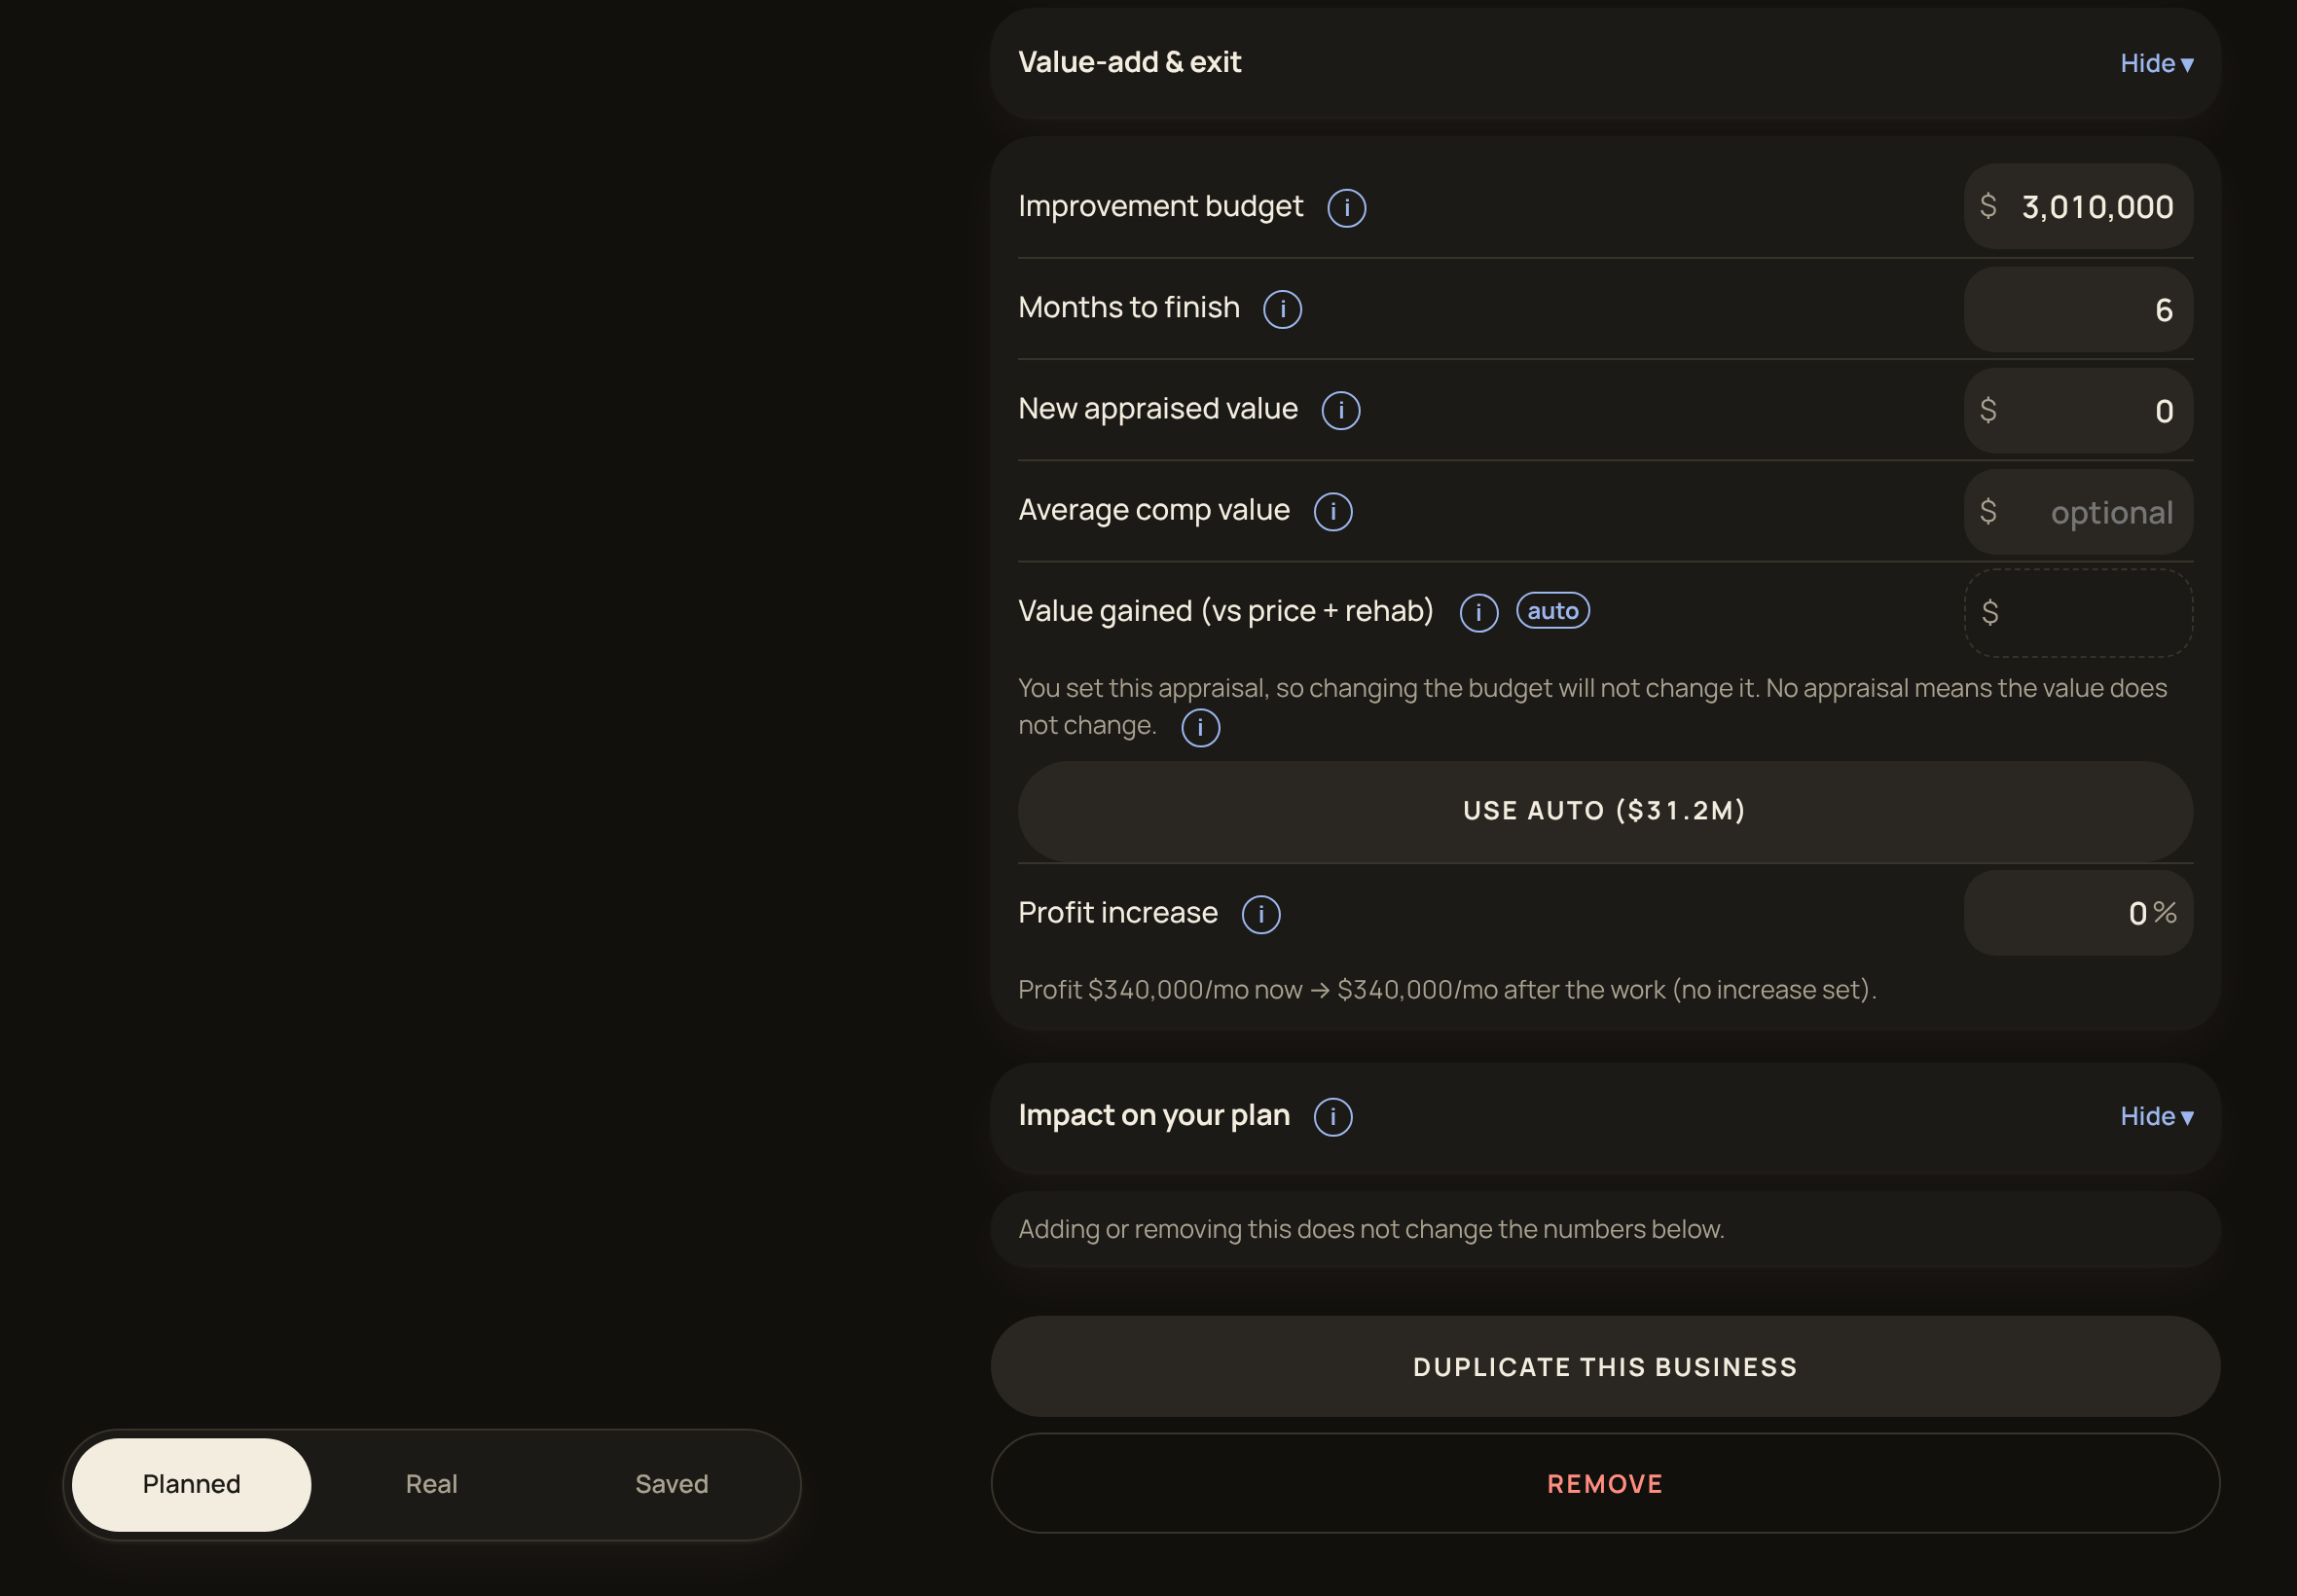 Value-add & exit Hide ▾
Improvement budget i $ 3,010,000
Months to finish i 6
New appraised value i $ 0
Average comp value i $ optional
Value gained (vs price + rehab) i auto $
You set this appraisal, so changing the budget will not change it. No appraisal means the value does
not change. i
USE AUTO ($31.2M)
Profit increase i 0 %
Profit $340,000/mo now → $340,000/mo after the work (no increase set).
Impact on your plan i Hide ▾
Adding or removing this does not change the numbers below.
DUPLICATE THIS BUSINESS
Planned Real Saved
REMOVE